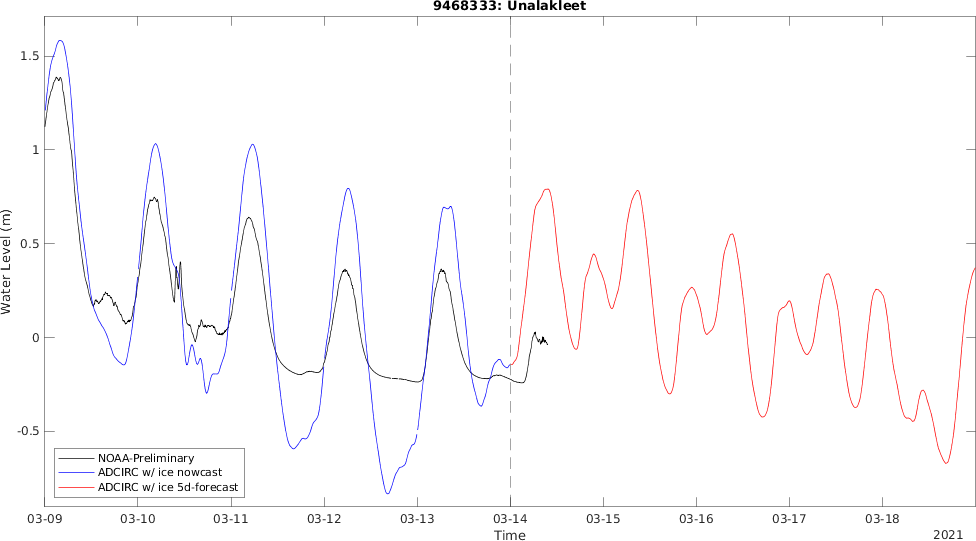 9468333: Unalakleet
Water Level (m)
1.5
1
0.5
0
-0.5
NOAA-Preliminary
ADCIRC w/ ice nowcast
ADCIRC w/ ice 5d-forecast
03-09 03-10 03-11 03-12 03-13 03-14 03-15 03-16 03-17 03-18
Time
2021